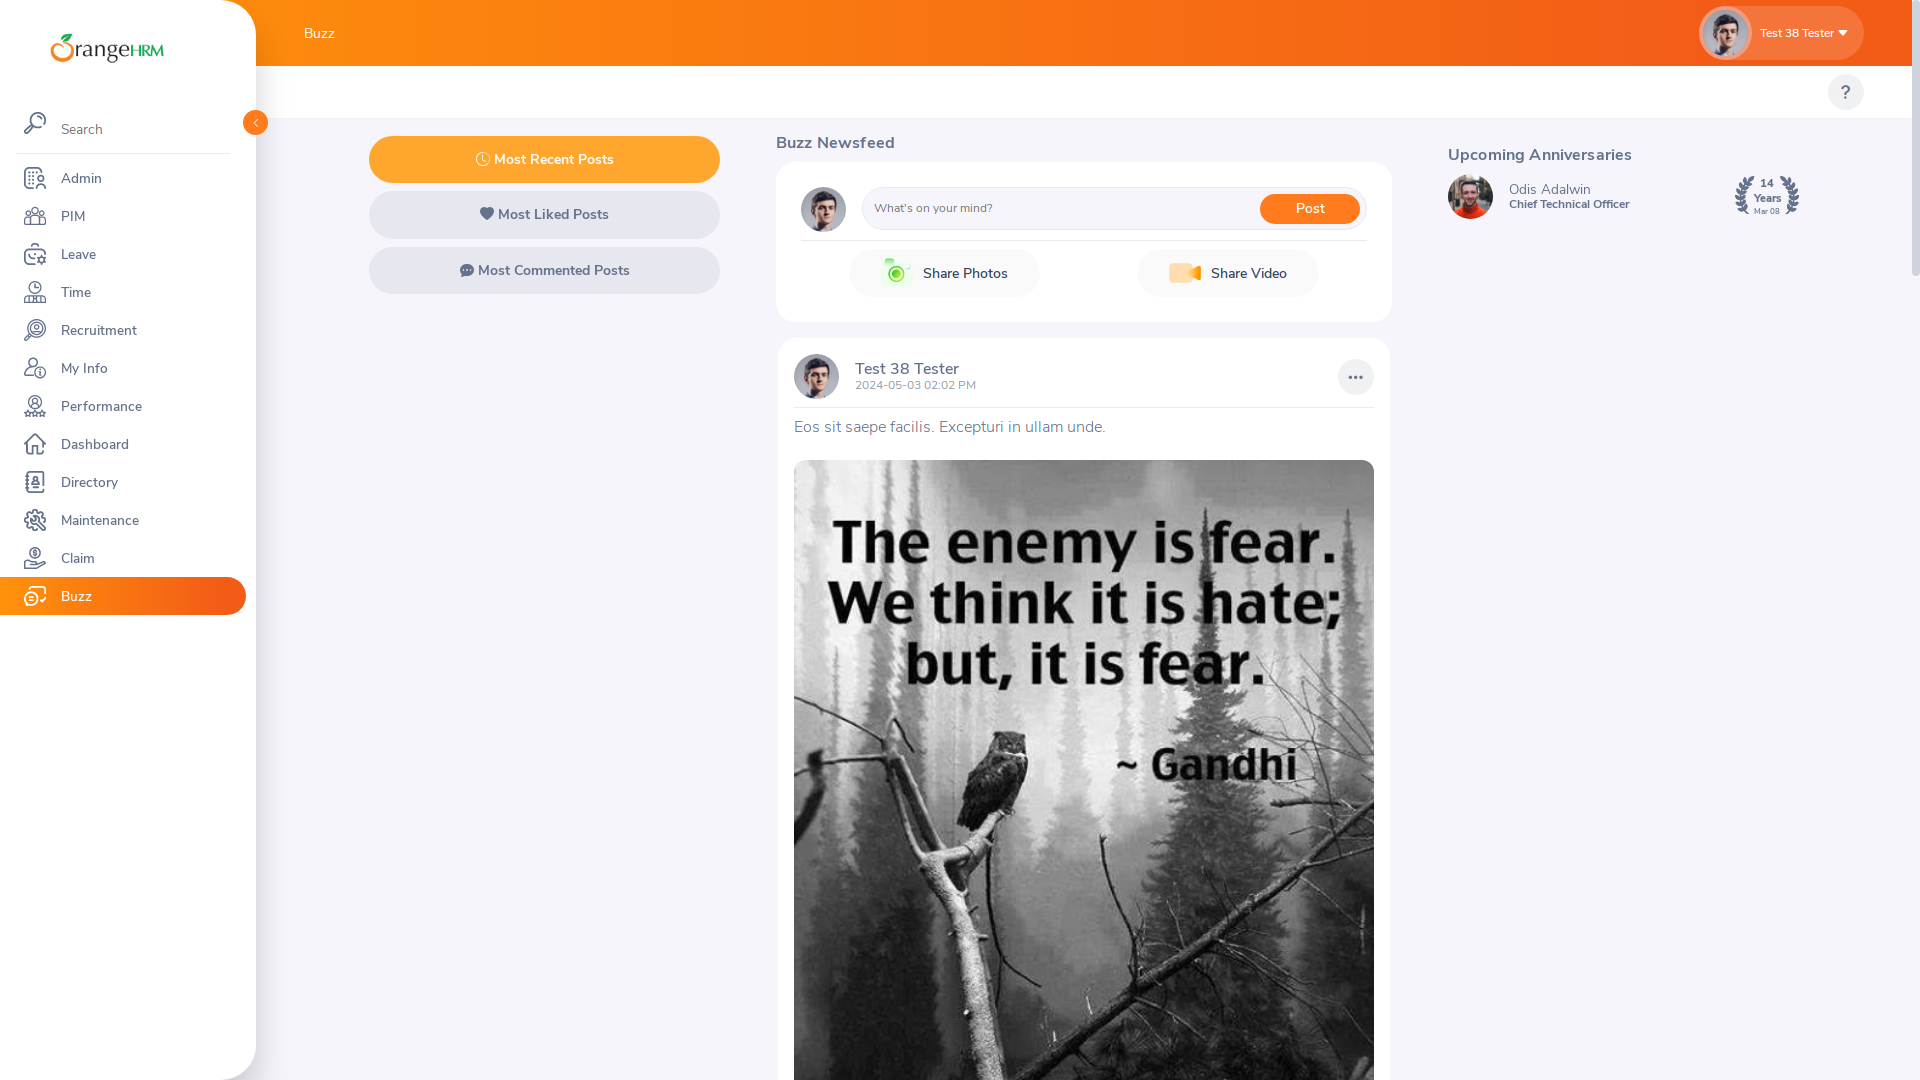 OrangeHRM
Search
Admin
PIM
Leave
Time
Recruitment
My Info
Performance
Dashboard
Directory
Maintenance
Claim
Buzz
Buzz
Test 38 Tester
?
Most Recent Posts
Most Liked Posts
Most Commented Posts
Buzz Newsfeed
What's on your mind?
Post
Share Photos
Share Video
Test 38 Tester
2024-05-03 02:02 PM
Eos sit saepe facilis. Excepturi in ullam unde.
The enemy is fear.
We think it is hate;
but, it is fear.
~ Gandhi
Upcoming Anniversaries
Odis Adalwin
Chief Technical Officer
14
Years
Mar 08